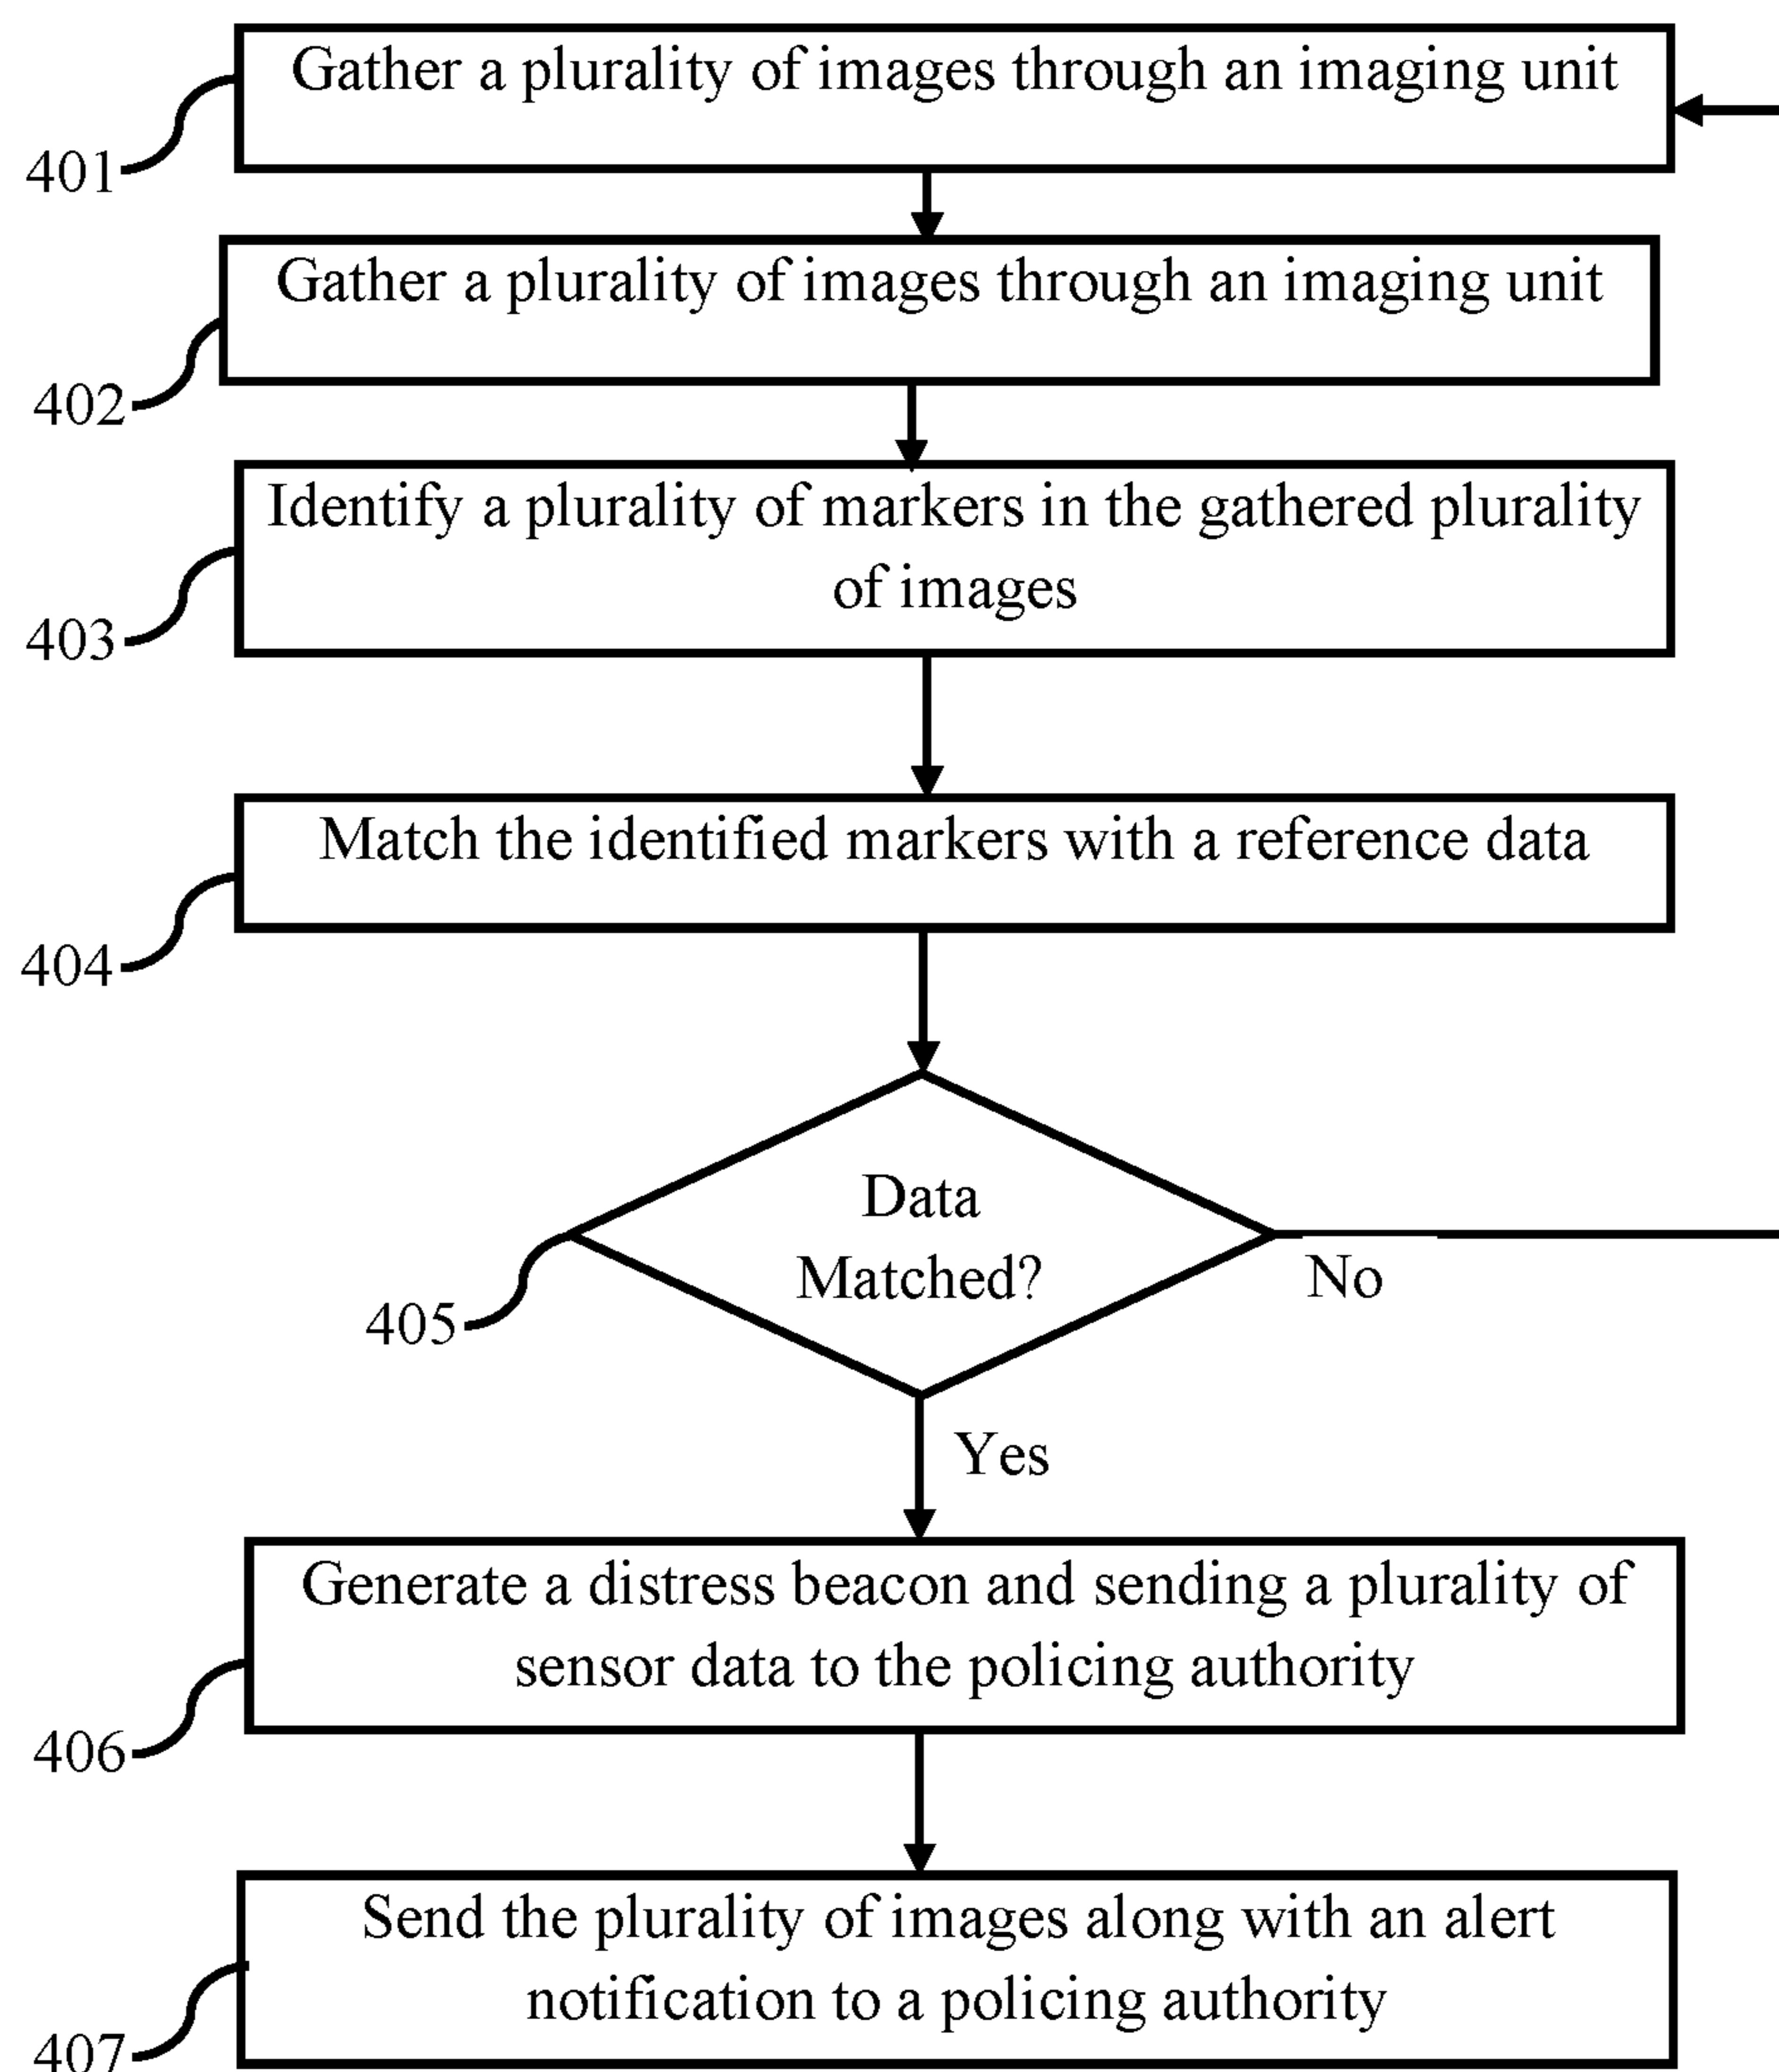 Gather a plurality of images through an imaging unit
401
Gather a plurality of images through an imaging unit
402
Identify a plurality of markers in the gathered plurality
of images
403
Match the identified markers with a reference data
404
Data
Matched?
No
405
Yes
Generate a distress beacon and sending a plurality of
sensor data to the policing authority
406
Send the plurality of images along with an alert
notification to a policing authority
407